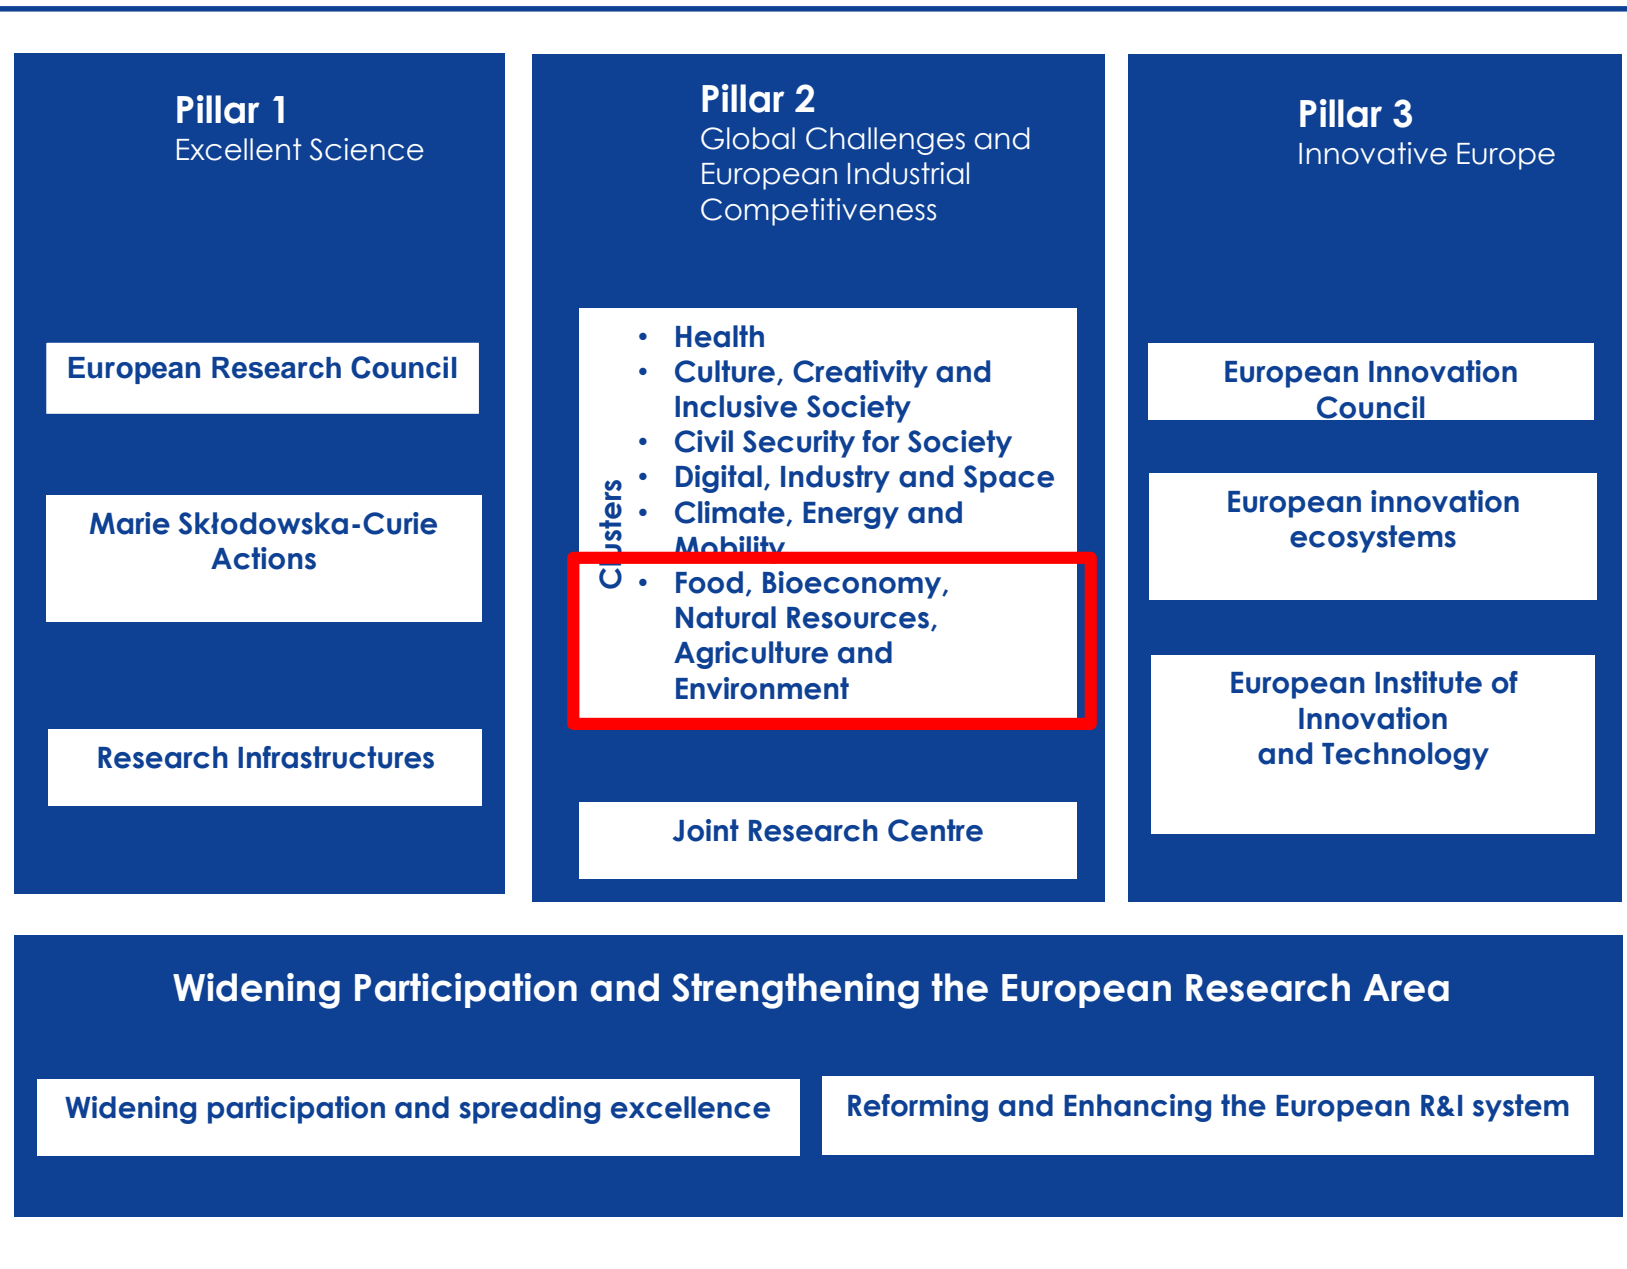 Pillar 1
Excellent Science
European Research Council
Marie Skłodowska-Curie
Actions
Research Infrastructures
Pillar 2
Global Challenges and
European Industrial
Competitiveness
Clusters
• Health
• Culture, Creativity and
Inclusive Society
• Civil Security for Society
• Digital, Industry and Space
• Climate, Energy and
Mobility
• Food, Bioeconomy,
Natural Resources,
Agriculture and
Environment
Joint Research Centre
Pillar 3
Innovative Europe
European Innovation
Council
European innovation
ecosystems
European Institute of
Innovation
and Technology
Widening Participation and Strengthening the European Research Area
Widening participation and spreading excellence
Reforming and Enhancing the European R&I system